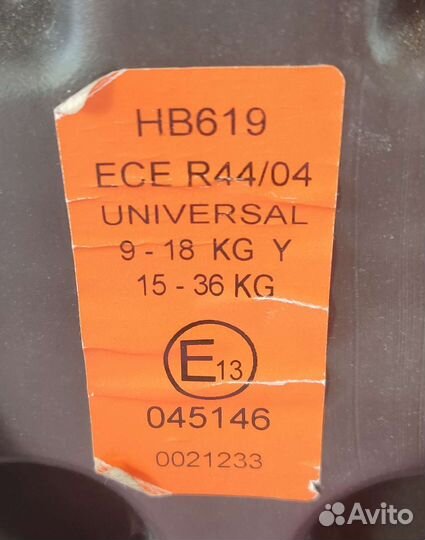 HB619
ECE R44/04
UNIVERSAL
9 - 18 KG Y
15 - 36 KG
E13
045146
0021233
Avito